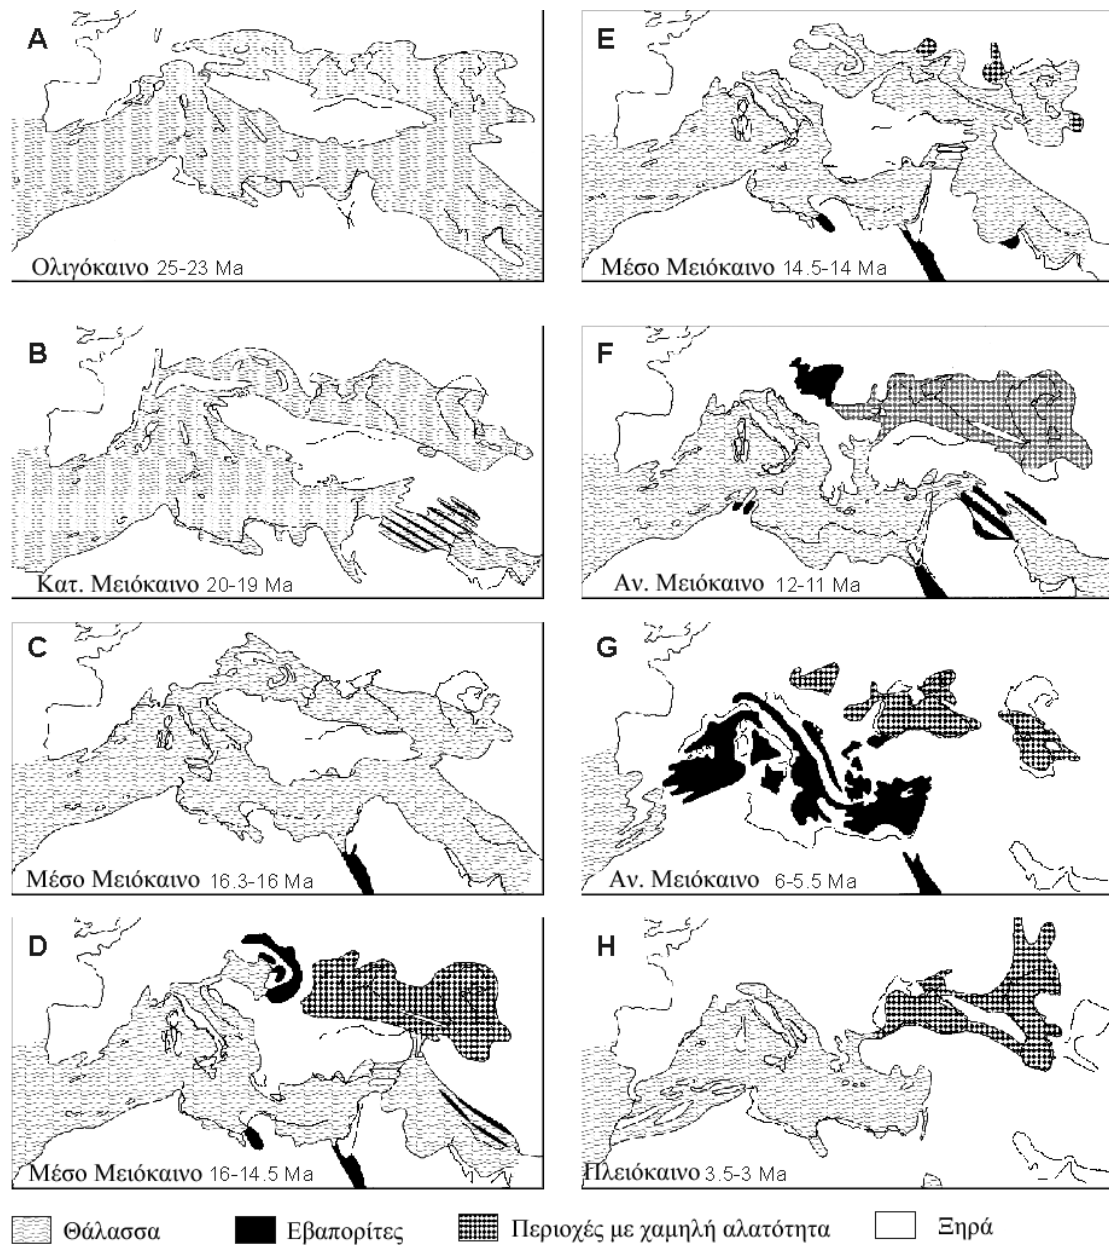 A
Ολιγόκαινο 25-23 Ma
E
Μέσο Μειόκαινο 14.5-14 Ma
B
Κατ. Μειόκαινο 20-19 Ma
F
Αν. Μειόκαινο 12-11 Ma
C
Μέσο Μειόκαινο 16.3-16 Ma
G
Αν. Μειόκαινο 6-5.5 Ma
D
Μέσο Μειόκαινο 16-14.5 Ma
H
Πλειόκαινο 3.5-3 Ma
Θάλασσα Εβαπορίτες Περιοχές με χαμηλή αλατότητα Ξηρά